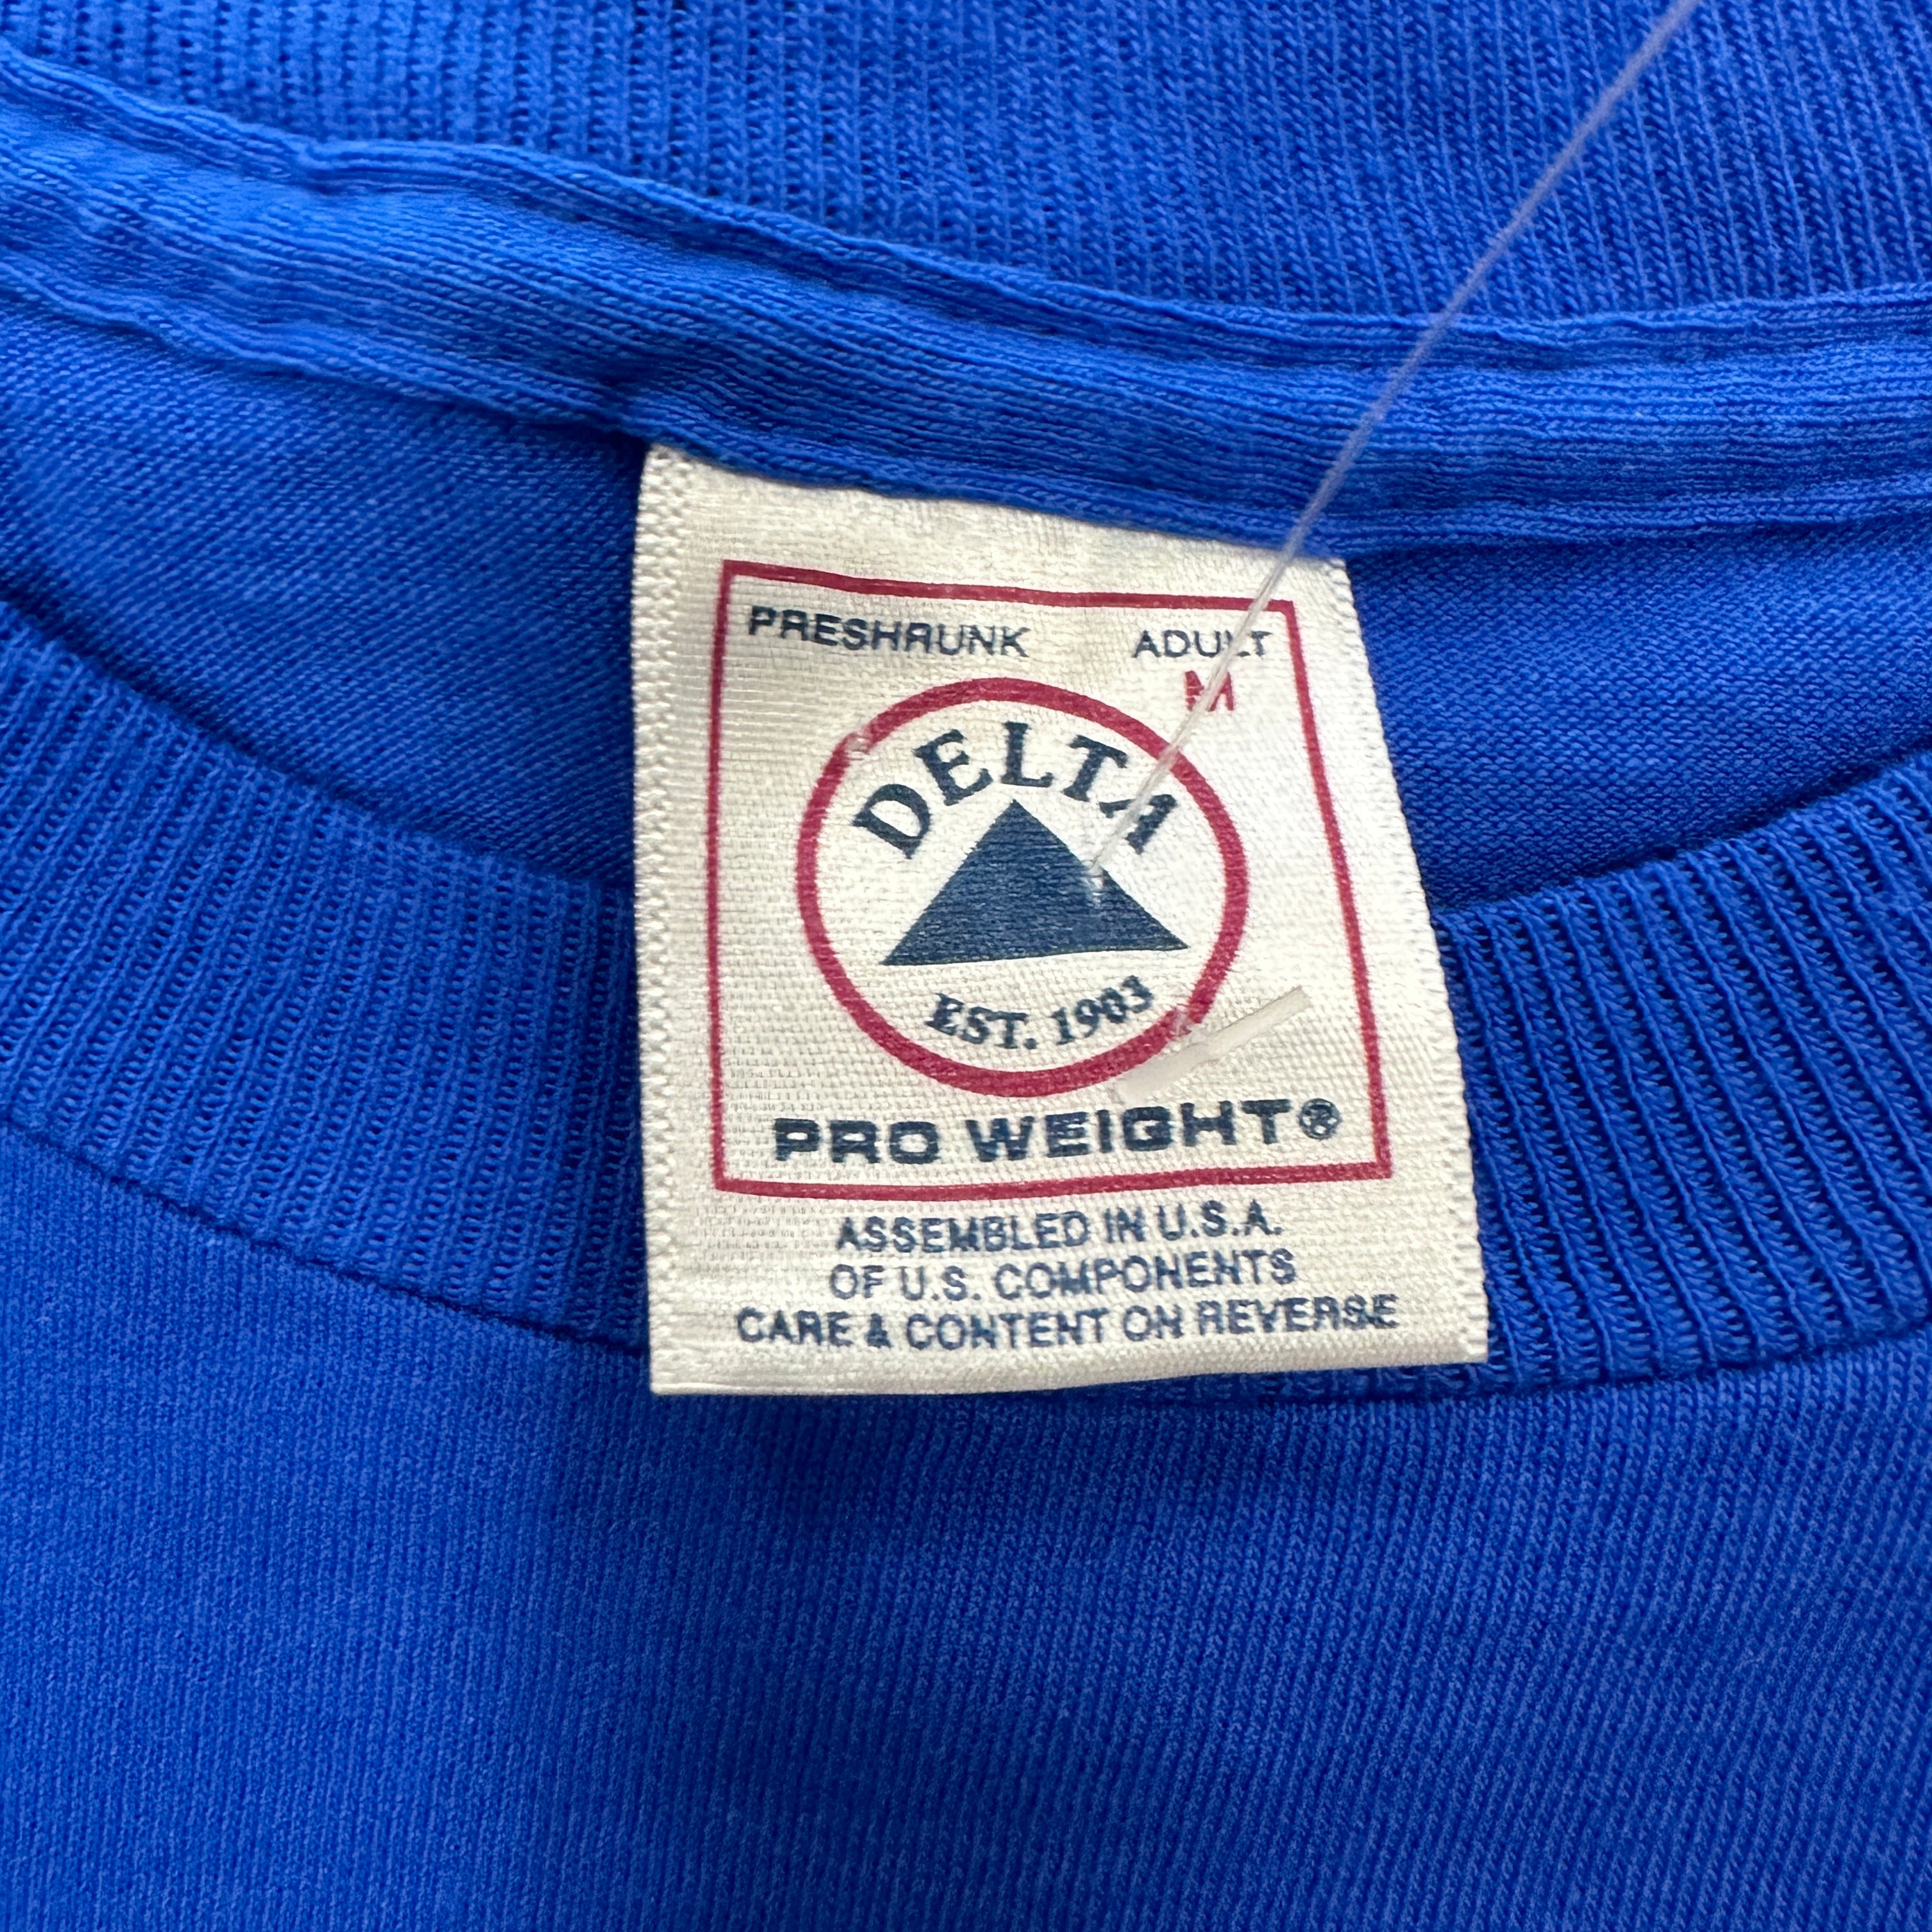 PRESHRUNK ADULT
M
DELTA
EST. 1903
PRO WEIGHT®
ASSEMBLED IN U.S.A.
OF U.S. COMPONENTS
CARE & CONTENT ON REVERSE